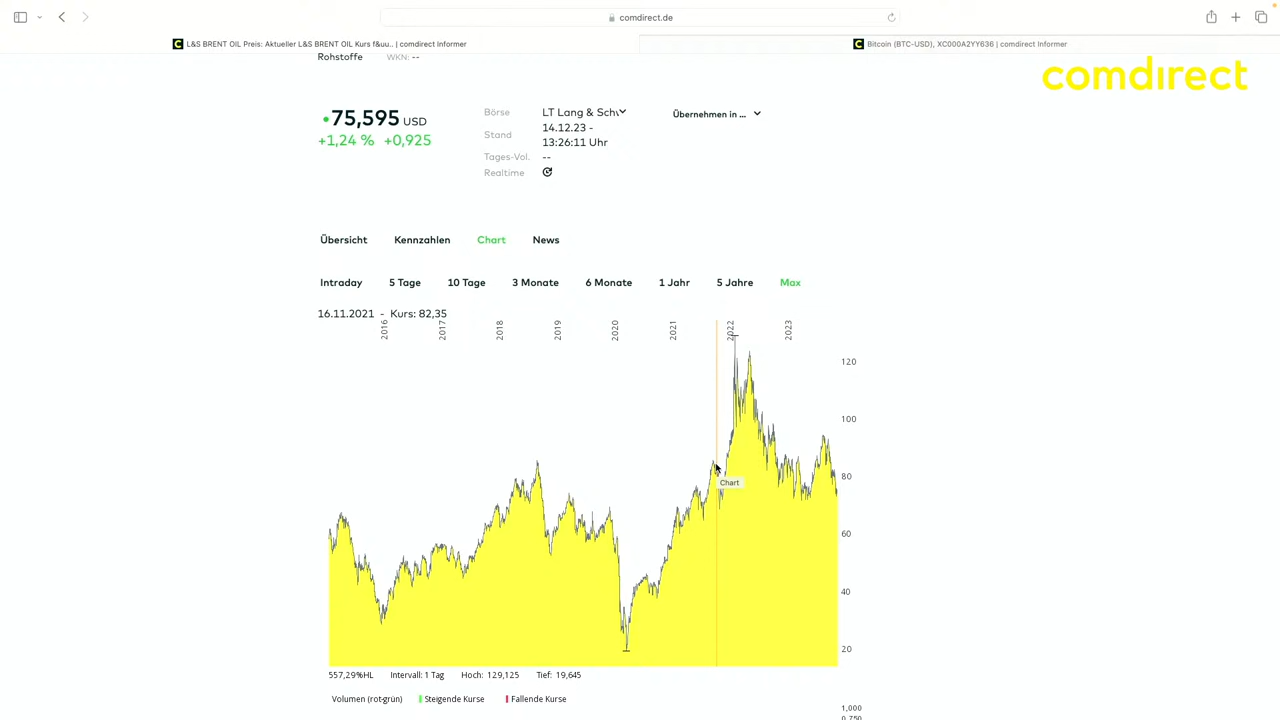 comdirect.de
L&S BRENT OIL Preis: Aktueller L&S BRENT OIL Kurs f&uu.. | comdirect Informer
Bitcoin (BTC-USD), XC000A2YY636 | comdirect Informer
Rohstoffe WKN: --
comdirect
75,595 USD
+1,24 % +0,925
Börse LT Lang & Schw
Stand 14.12.23 -
13:26:11 Uhr
Tages-Vol. --
Realtime
Übernehmen in ...
Übersicht Kennzahlen Chart News
Intraday 5 Tage 10 Tage 3 Monate 6 Monate 1 Jahr 5 Jahre Max
16.11.2021 - Kurs: 82,35
2016 2017 2018 2019 2020 2021 2022 2023
120
100
80
Chart
60
40
20
557,29%HL Intervall: 1 Tag Hoch: 129,125 Tief: 19,645
Volumen (rot-grün) Steigende Kurse Fallende Kurse
1,000
0,750